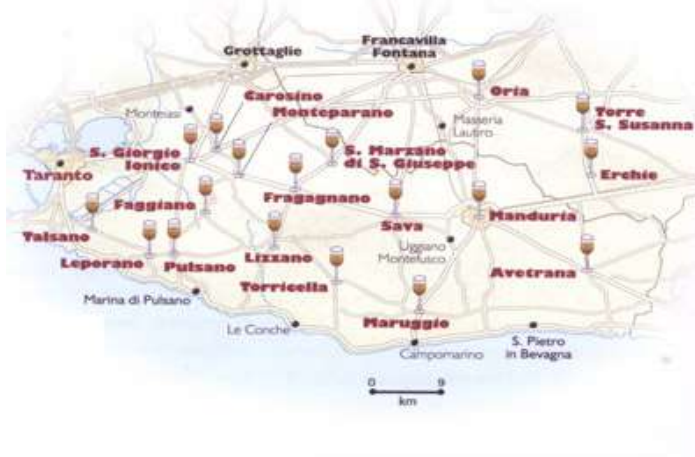 Francavilla
Fontana
Grottaglie
Oria
Carosino
Monteparano
Monteiasi
Masseria
Lautiro
Torre
S. Susanna
S. Giorgio
Ionico
S. Marzano
di S. Giuseppe
Taranto
Erchie
Faggiano
Fragagnano
Sava
Manduria
Talsano
Leporano
Pulsano
Lizzano
Uggiano
Montefusco
Avetrana
Torricella
Marina di Pulsano
Maruggio
Le Conche
Campomarino
S. Pietro
in Bevagna
0 9
km